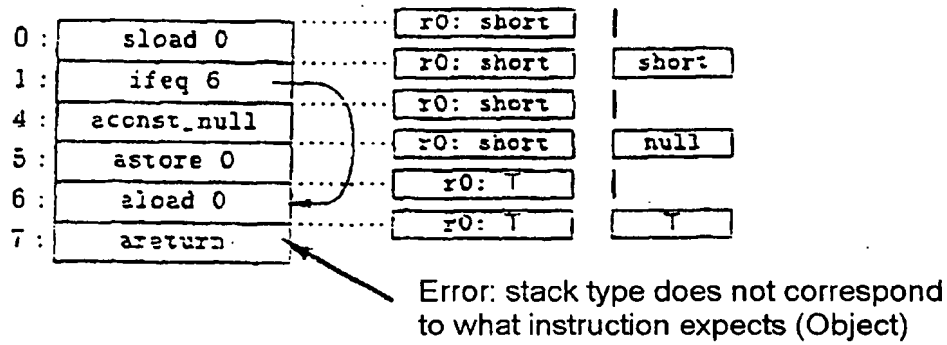 r0: short
0 : sload 0
r0: short short
1 : ifeq 6
r0: short
4 : aconst_null
r0: short null
5 : astore 0
r0: T
6 : aload 0
r0: T T
7 : areturn
Error: stack type does not correspond
to what instruction expects (Object)